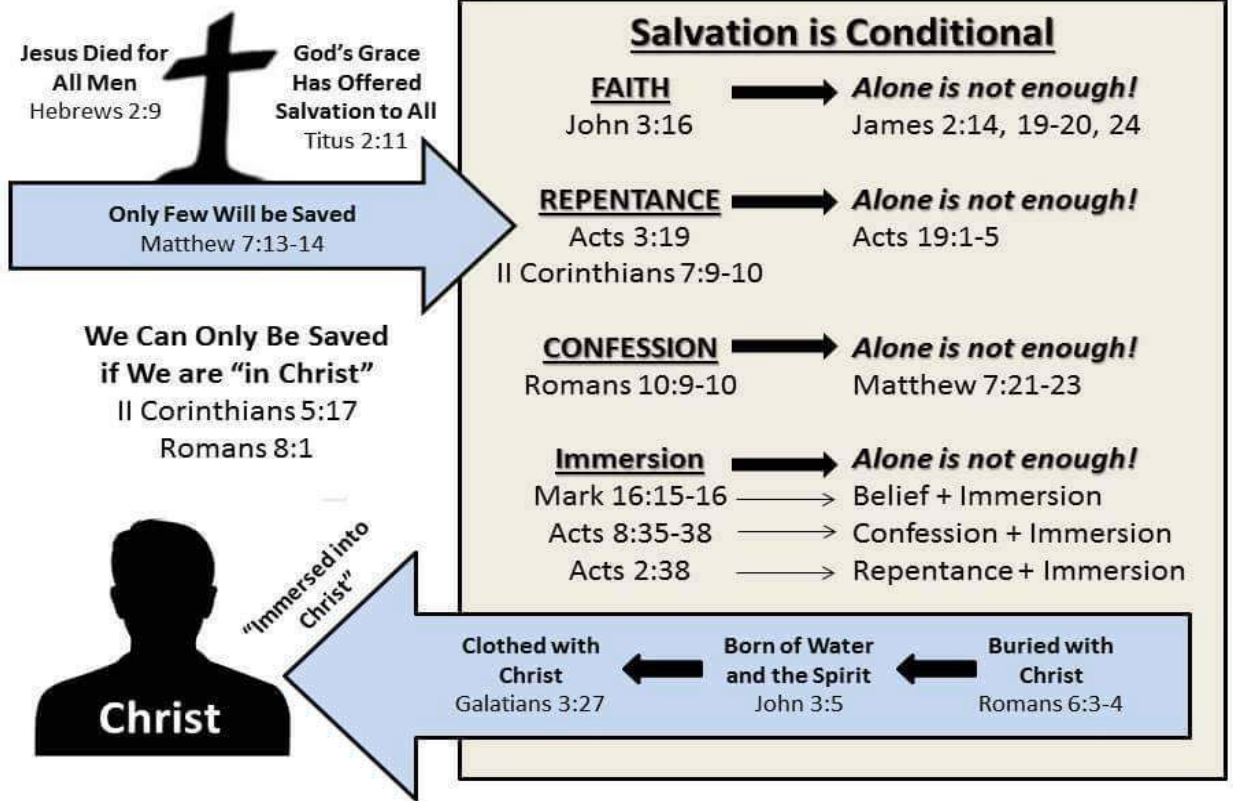 Jesus Died for
All Men
Hebrews 2:9
God's Grace
Has Offered
Salvation to All
Titus 2:11
Only Few Will be Saved
Matthew 7:13-14
We Can Only Be Saved
if We are "in Christ"
II Corinthians 5:17
Romans 8:1
Salvation is Conditional
FAITH
John 3:16
Alone is not enough!
James 2:14, 19-20, 24
REPENTANCE
Acts 3:19
II Corinthians 7:9-10
Alone is not enough!
Acts 19:1-5
CONFESSION
Romans 10:9-10
Alone is not enough!
Matthew 7:21-23
Immersion
Alone is not enough!
Mark 16:15-16
Belief + Immersion
Acts 8:35-38
Confession + Immersion
Acts 2:38
Repentance + Immersion
Buried with
Christ
Romans 6:3-4
Born of Water
and the Spirit
John 3:5
Clothed with
Christ
Galatians 3:27
"Immersed into
Christ"
Christ